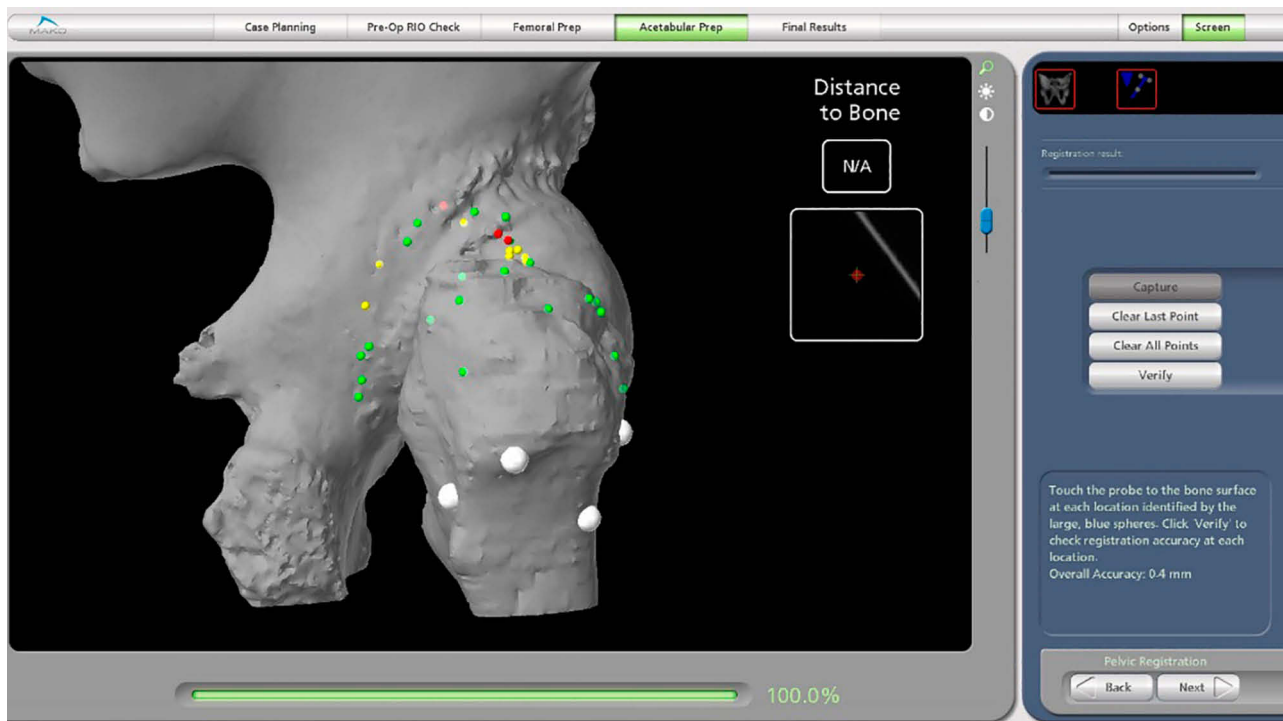 MAKO
Case Planning
Pre-Op RIO Check
Femoral Prep
Acetabular Prep
Final Results
Options
Screen
Distance
to Bone
N/A
Registration result:
Capture
Clear Last Point
Clear All Points
Verify
Touch the probe to the bone surface
at each location identified by the
large, blue spheres. Click 'Verify' to
check registration accuracy at each
location.
Overall Accuracy: 0.4 mm
100.0%
Pelvic Registration
Back
Next